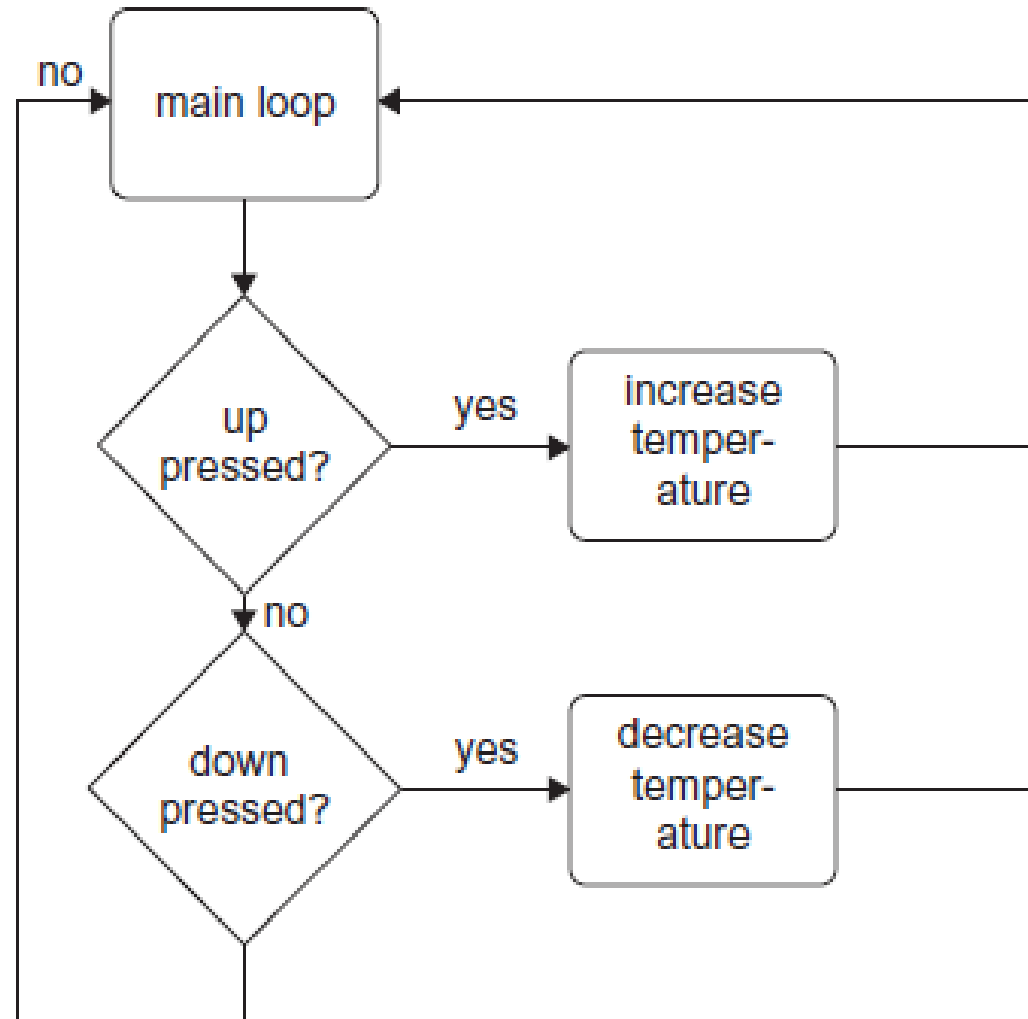 no
main loop
up
pressed?
yes
increase
temper-
ature
no
down
pressed?
yes
decrease
temper-
ature